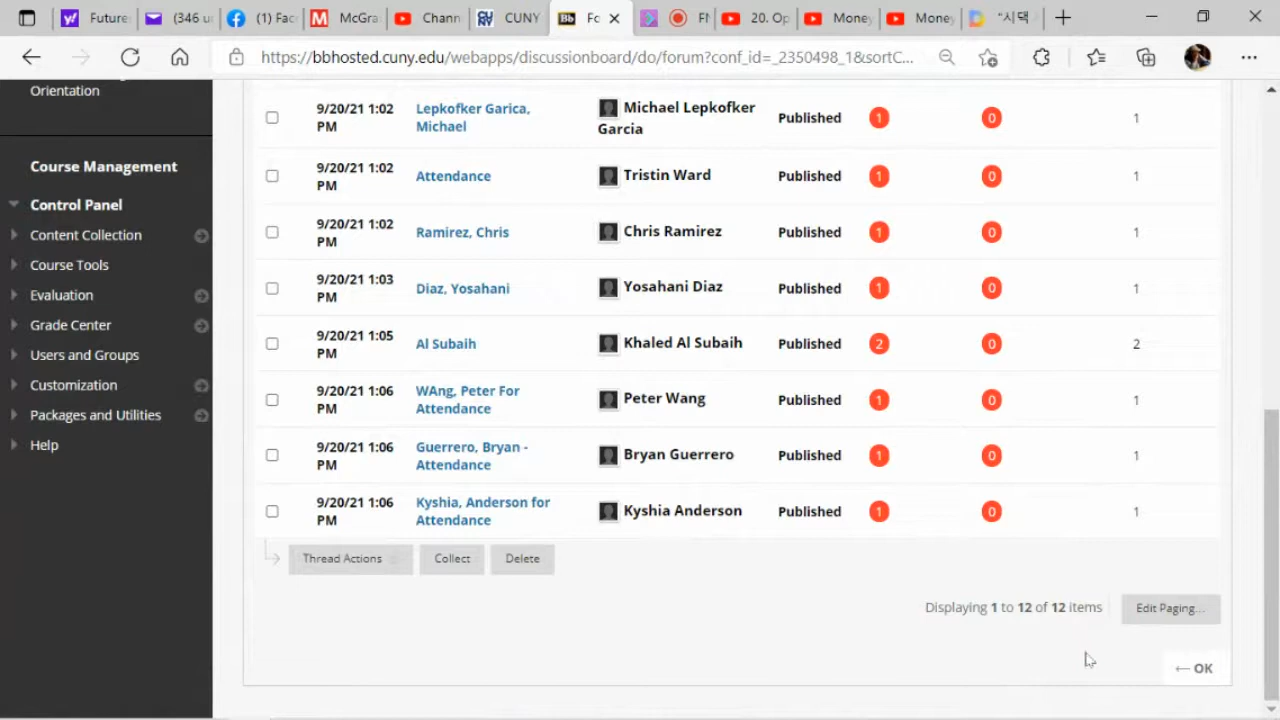 Future
(346 u
(1) Fac
McGra
Chann
CUNY
Bb
Fc
Fl
20. Op
Money
Money
"시댁
https://bbhosted.cuny.edu/webapps/discussionboard/do/forum?conf_id=_2350498_1&sortC...
Orientation
Course Management
Control Panel
Content Collection
Course Tools
Evaluation
Grade Center
Users and Groups
Customization
Packages and Utilities
Help
9/20/21 1:02 PM
Lepkofker Garica, Michael
Michael Lepkofker Garcia
Published
1
0
1
9/20/21 1:02 PM
Attendance
Tristin Ward
Published
1
0
1
9/20/21 1:02 PM
Ramirez, Chris
Chris Ramirez
Published
1
0
1
9/20/21 1:03 PM
Diaz, Yosahani
Yosahani Diaz
Published
1
0
1
9/20/21 1:05 PM
Al Subaih
Khaled Al Subaih
Published
2
0
2
9/20/21 1:06 PM
WAng, Peter For Attendance
Peter Wang
Published
1
0
1
9/20/21 1:06 PM
Guerrero, Bryan - Attendance
Bryan Guerrero
Published
1
0
1
9/20/21 1:06 PM
Kyshia, Anderson for Attendance
Kyshia Anderson
Published
1
0
1
Thread Actions
Collect
Delete
Displaying 1 to 12 of 12 items
Edit Paging...
← OK